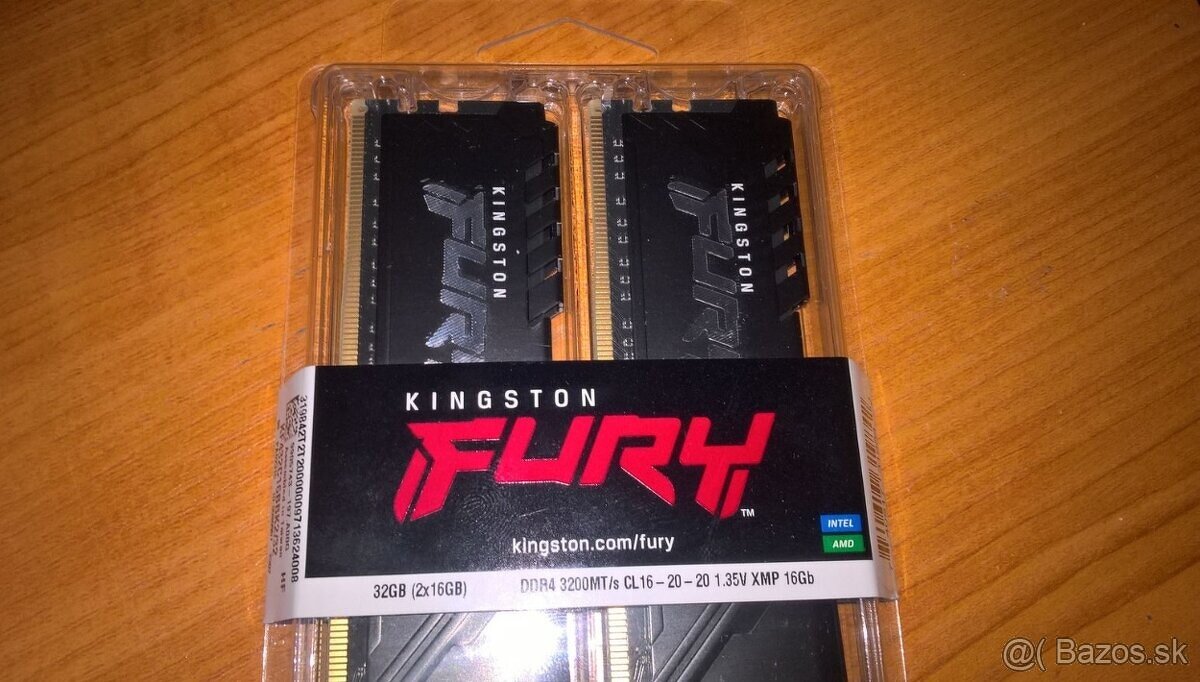 KINGSTON
FURY
KINGSTON
FURY
KINGSTON
FURY™
kingston.com/fury
INTEL
AMD
32GB (2x16GB)
DDR4 3200MT/s CL16-20-20 1.35V XMP 16Gb
@( Bazos.sk